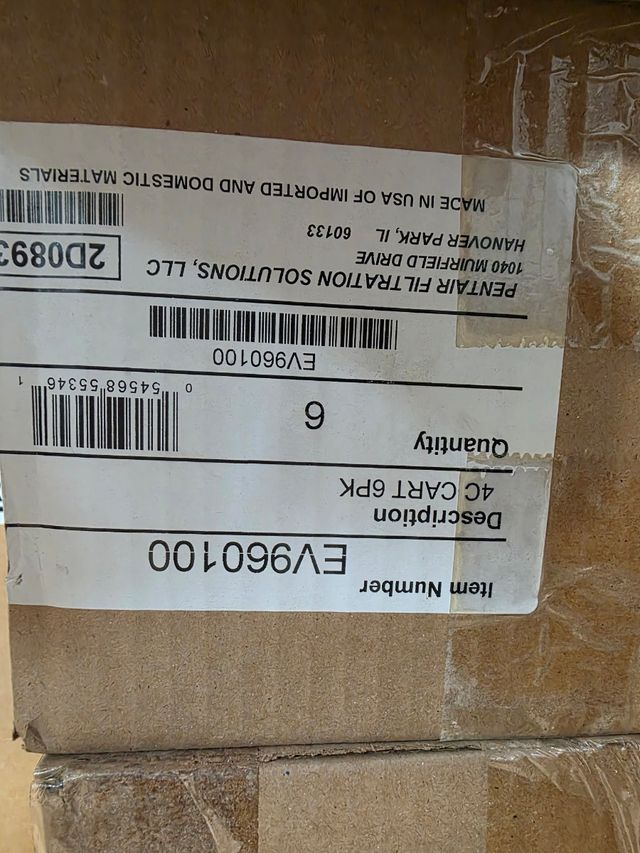 Item Number
EV960100
Description
4C CART 6PK
Quantity
6
0 54568 55346 1
EV960100
PENTAIR FILTRATION SOLUTIONS, LLC
1040 MUIRFIELD DRIVE
HANOVER PARK, IL 60133
2D0893
MADE IN USA OF IMPORTED AND DOMESTIC MATERIALS